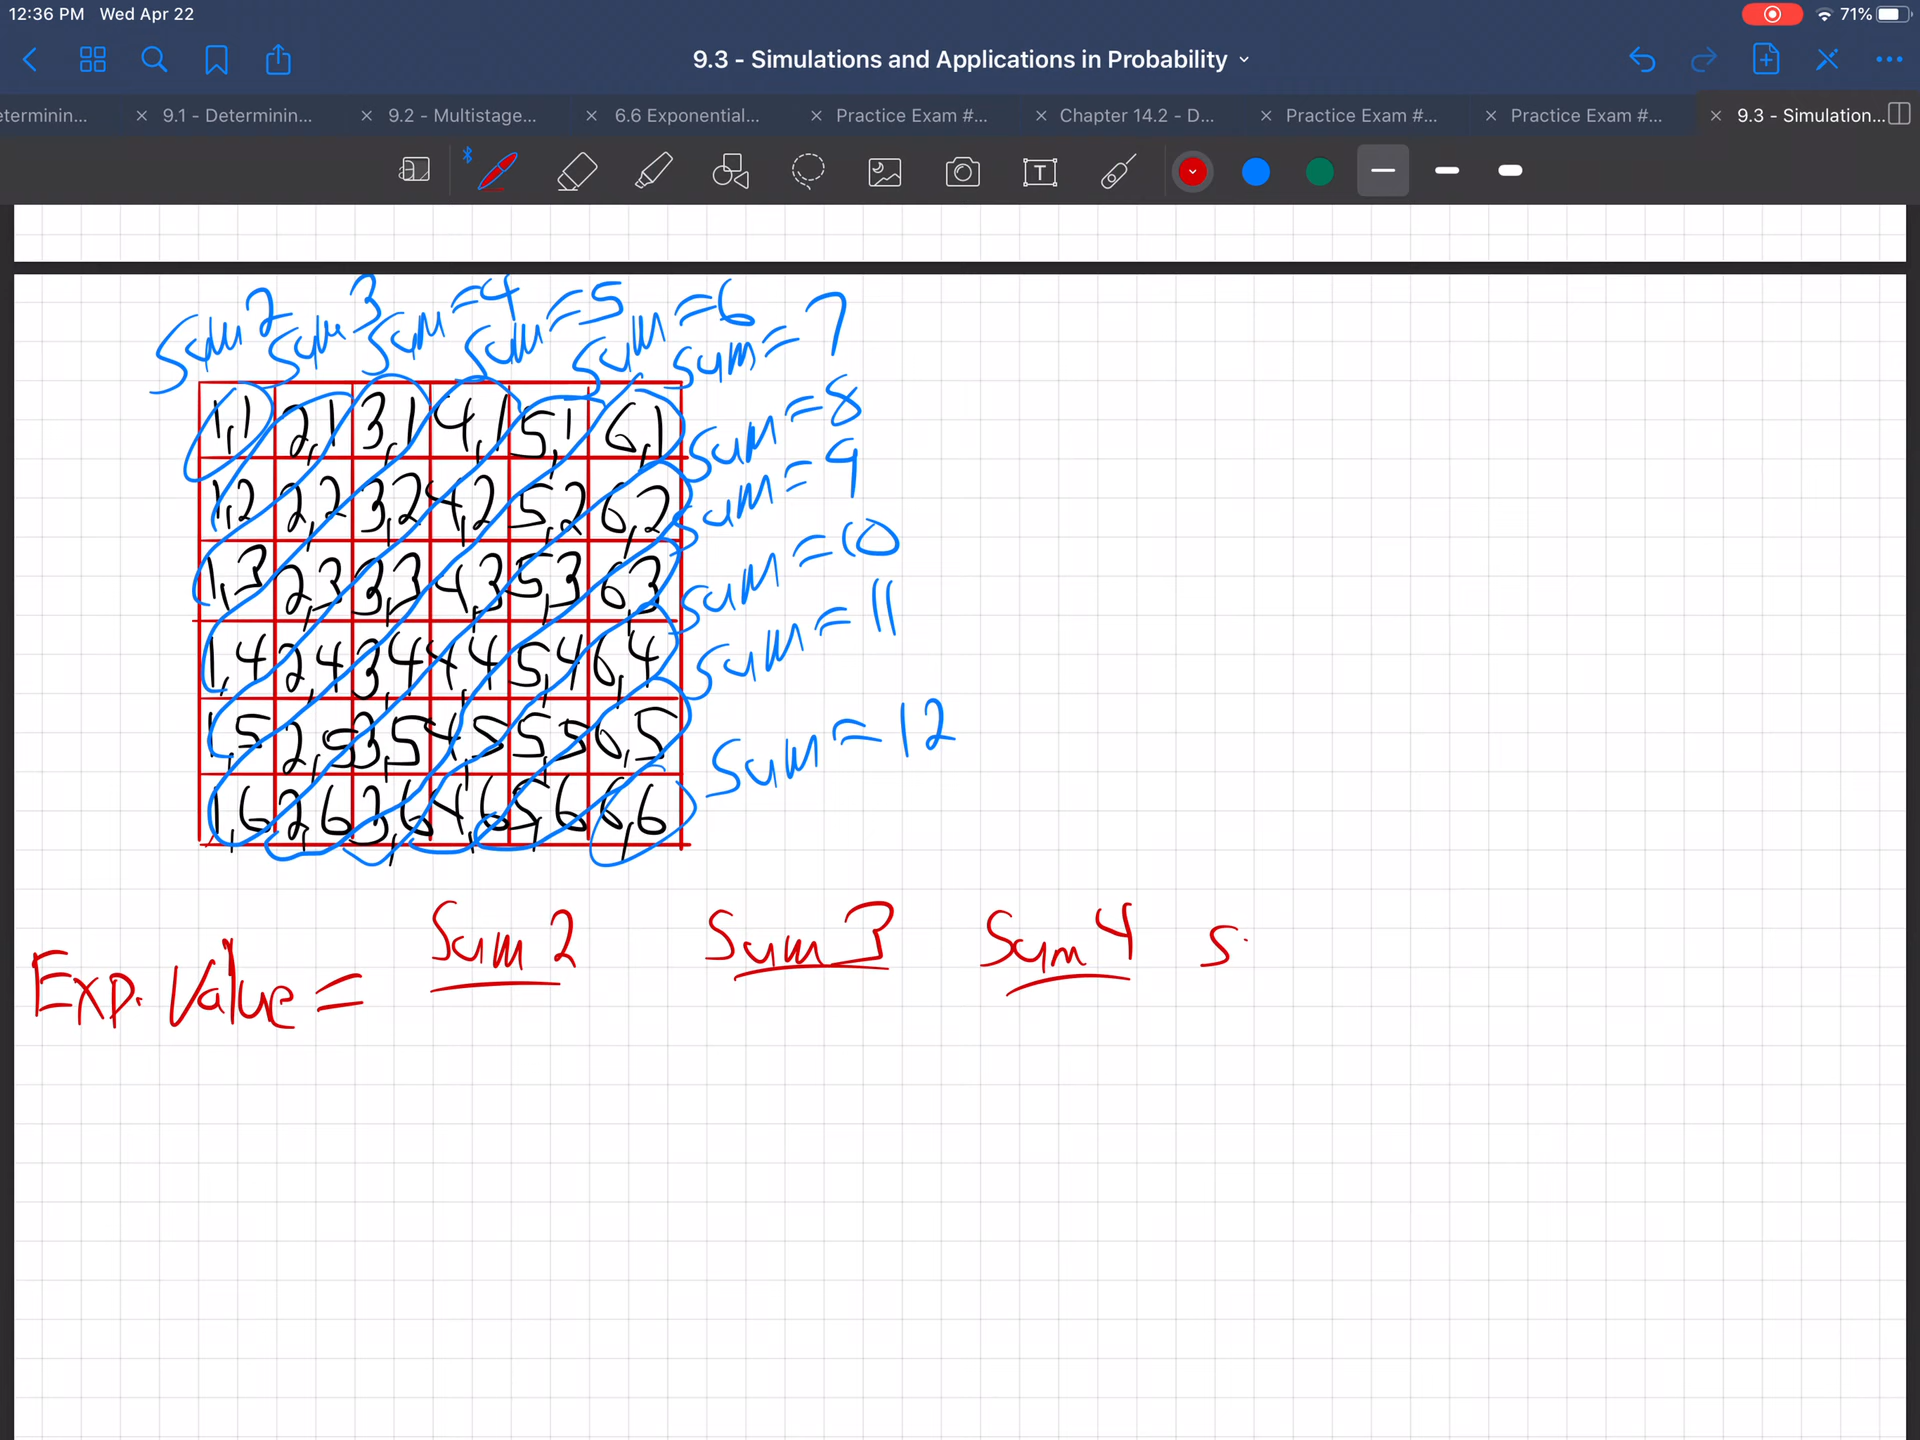 12:36 PM Wed Apr 22
71%
9.3 - Simulations and Applications in Probability
eterminin...
9.1 - Determinin...
9.2 - Multistage...
6.6 Exponential...
Practice Exam #...
Chapter 14.2 - D...
Practice Exam #...
Practice Exam #...
9.3 - Simulation...
T
Sum 2
Sum 3
Sum =4
Sum =5
Sum =6
Sum = 7
Sum =8
Sum = 9
Sum =10
Sum = 11
Sum = 12
1,1 2,1 3,1 4,1 5,1 6,1
1,2 2,2 3,2 4,2 5,2 6,2
1,3 2,3 3,3 4,3 5,3 6,3
1,4 2,4 3,4 4,4 5,4 6,4
1,5 2,5 3,5 4,5 5,5 6,5
1,6 2,6 3,6 4,6 5,6 6,6
Sum 2 Sum 3 Sum 4 S
Exp. Value =